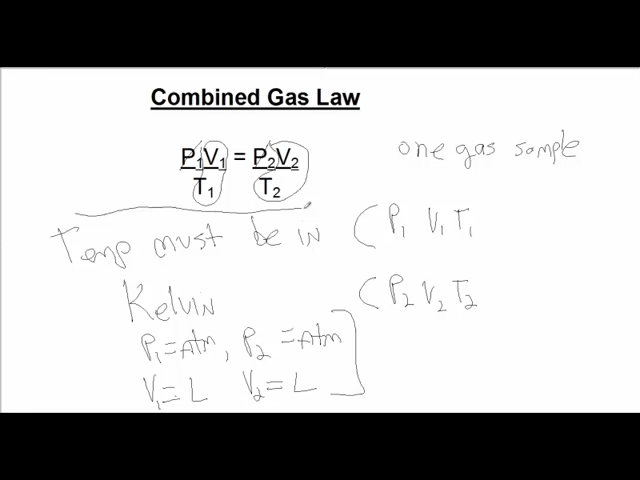 Combined Gas Law
P₁V₁ = P₂V₂
T₁ T₂
one gas sample
Temp must be in
Kelvin
P₁=Atm, P₂=Atm
V₁=L V₂=L
(P₁ V₁ T₁
(P₂ V₂ T₂